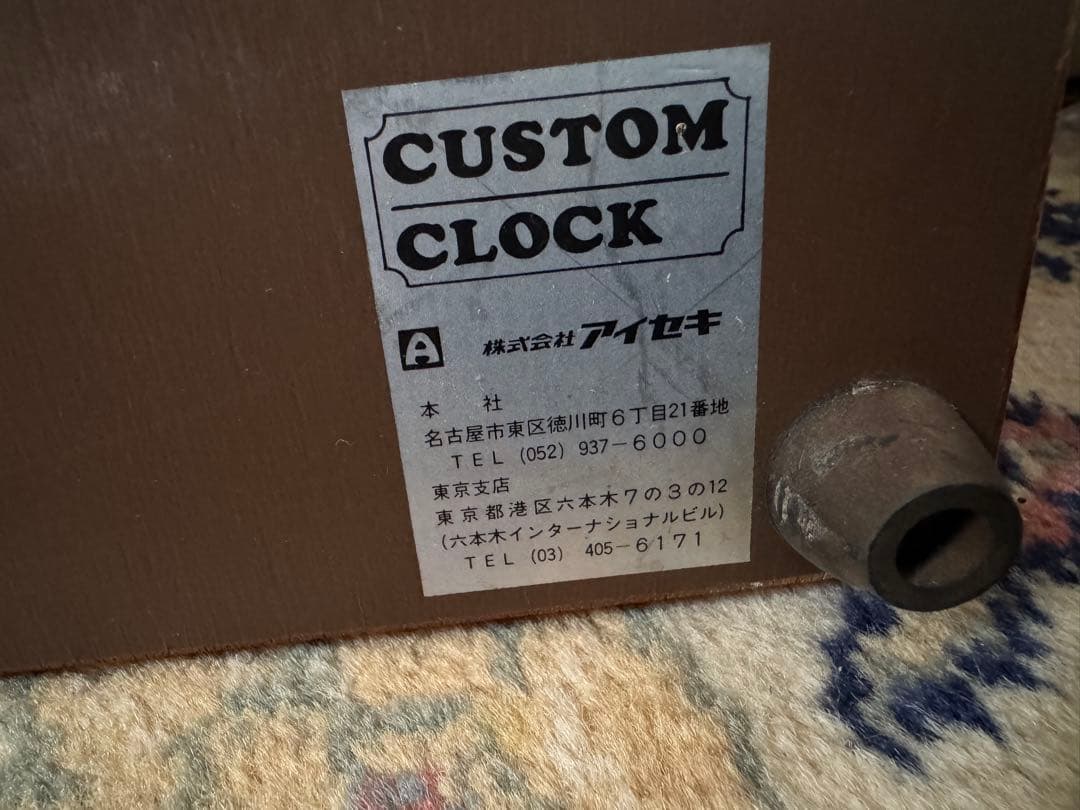 CUSTOM
CLOCK
A 株式会社アイセキ
本社
名古屋市東区徳川町6丁目21番地
TEL (052) 937-6000
東京支店
東京都港区六本木7の3の12
(六本木インターナショナルビル)
TEL (03) 405-6171